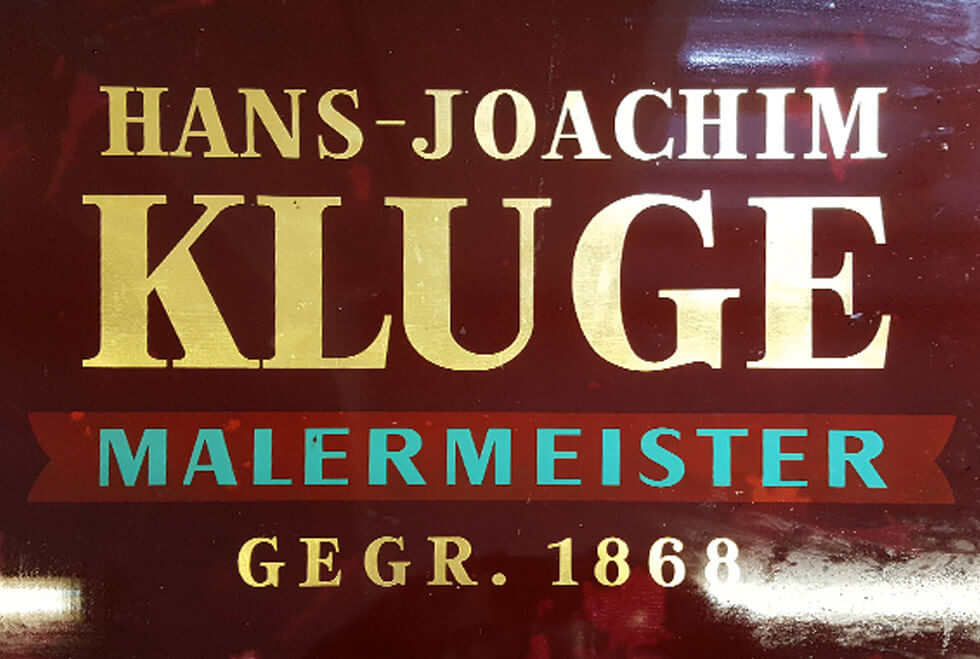 HANS-JOACHIM
KLUGE
MALERMEISTER
GEGR. 1868